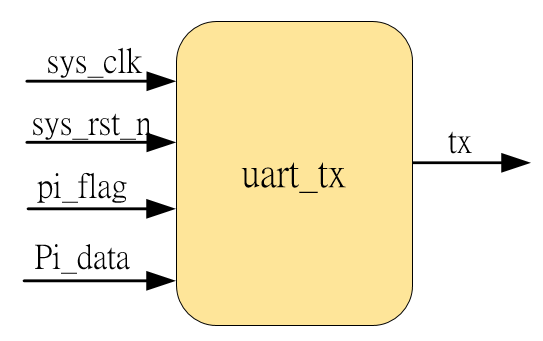 sys_clk
sys_rst_n
pi_flag
Pi_data
uart_tx
tx